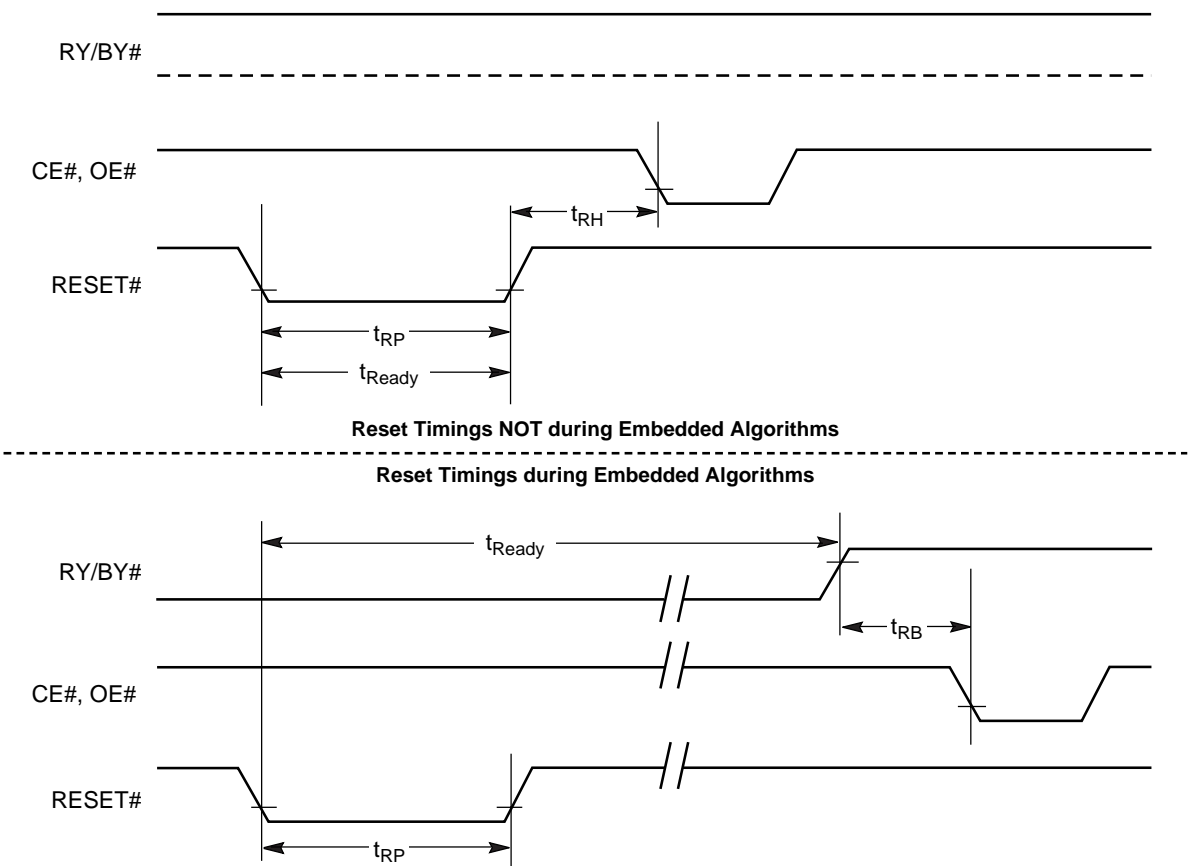 RY/BY#
CE#, OE#
tRH
RESET#
tRP
tReady
Reset Timings NOT during Embedded Algorithms
Reset Timings during Embedded Algorithms
tReady
RY/BY#
tRB
CE#, OE#
RESET#
tRP